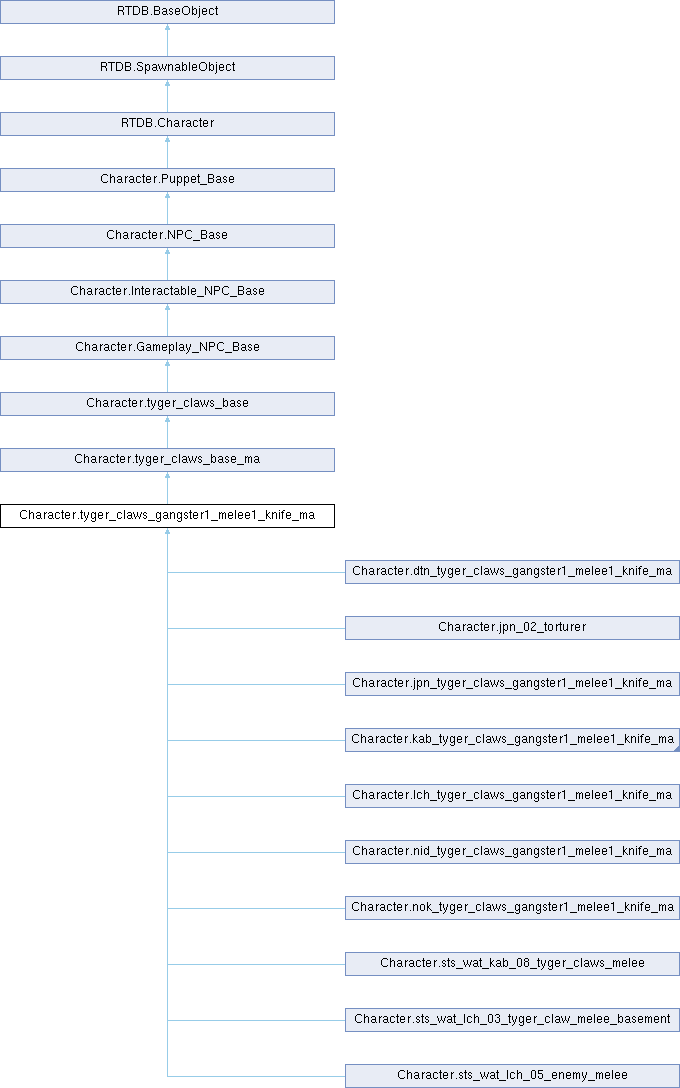 RTDB.BaseObject
RTDB.SpawnableObject
RTDB.Character
Character.Puppet_Base
Character.NPC_Base
Character.Interactable_NPC_Base
Character.Gameplay_NPC_Base
Character.tyger_claws_base
Character.tyger_claws_base_ma
Character.tyger_claws_gangster1_melee1_knife_ma
Character.dtn_tyger_claws_gangster1_melee1_knife_ma
Character.jpn_02_torturer
Character.jpn_tyger_claws_gangster1_melee1_knife_ma
Character.kab_tyger_claws_gangster1_melee1_knife_ma
Character.lch_tyger_claws_gangster1_melee1_knife_ma
Character.nid_tyger_claws_gangster1_melee1_knife_ma
Character.nok_tyger_claws_gangster1_melee1_knife_ma
Character.sts_wat_kab_08_tyger_claws_melee
Character.sts_wat_lch_03_tyger_claw_melee_basement
Character.sts_wat_lch_05_enemy_melee